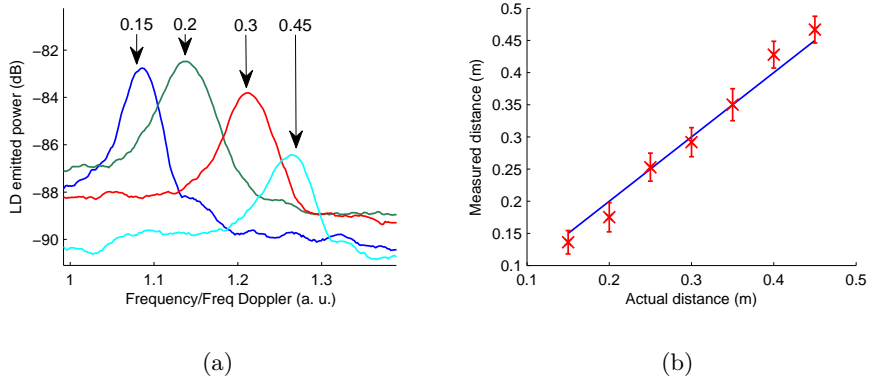 0.15 0.2 0.3 0.45
−82
−84
−86
−88
−90
LD emitted power (dB)
1 1.1 1.2 1.3
Frequency/Freq Doppler (a. u.)
(a)
0.5
0.45
0.4
0.35
0.3
0.25
0.2
0.15
0.1
Measured distance (m)
0.1 0.2 0.3 0.4 0.5
Actual distance (m)
(b)